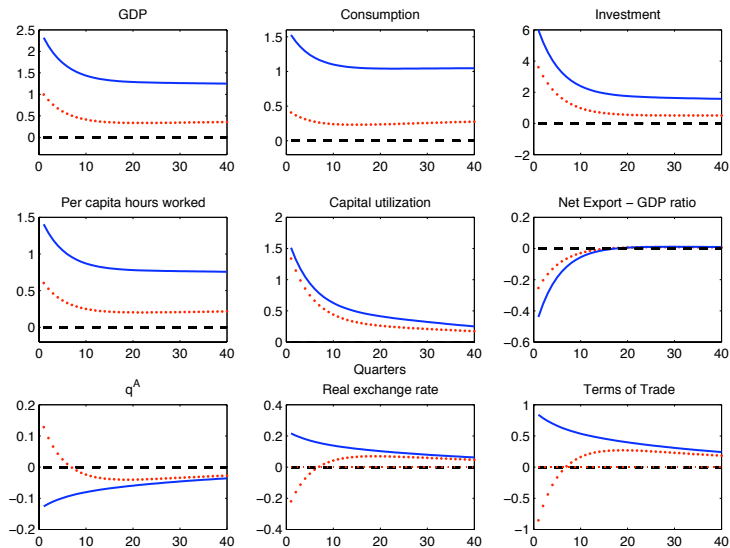 GDP
Consumption
Investment
2.5
2
1.5
1
0.5
0
0 10 20 30 40
1.5
1
0.5
0
0 10 20 30 40
6
4
2
0
−2
0 10 20 30 40
Per capita hours worked
Capital utilization
Net Export − GDP ratio
1.5
1
0.5
0
0 10 20 30 40
2
1.5
1
0.5
0
0 10 20 30 40
0.2
0
−0.2
−0.4
−0.6
0 10 20 30 40
Quarters
q^A
Real exchange rate
Terms of Trade
0.2
0.1
0
−0.1
−0.2
0 10 20 30 40
0.4
0.2
0
−0.2
−0.4
0 10 20 30 40
1
0.5
0
−0.5
−1
0 10 20 30 40